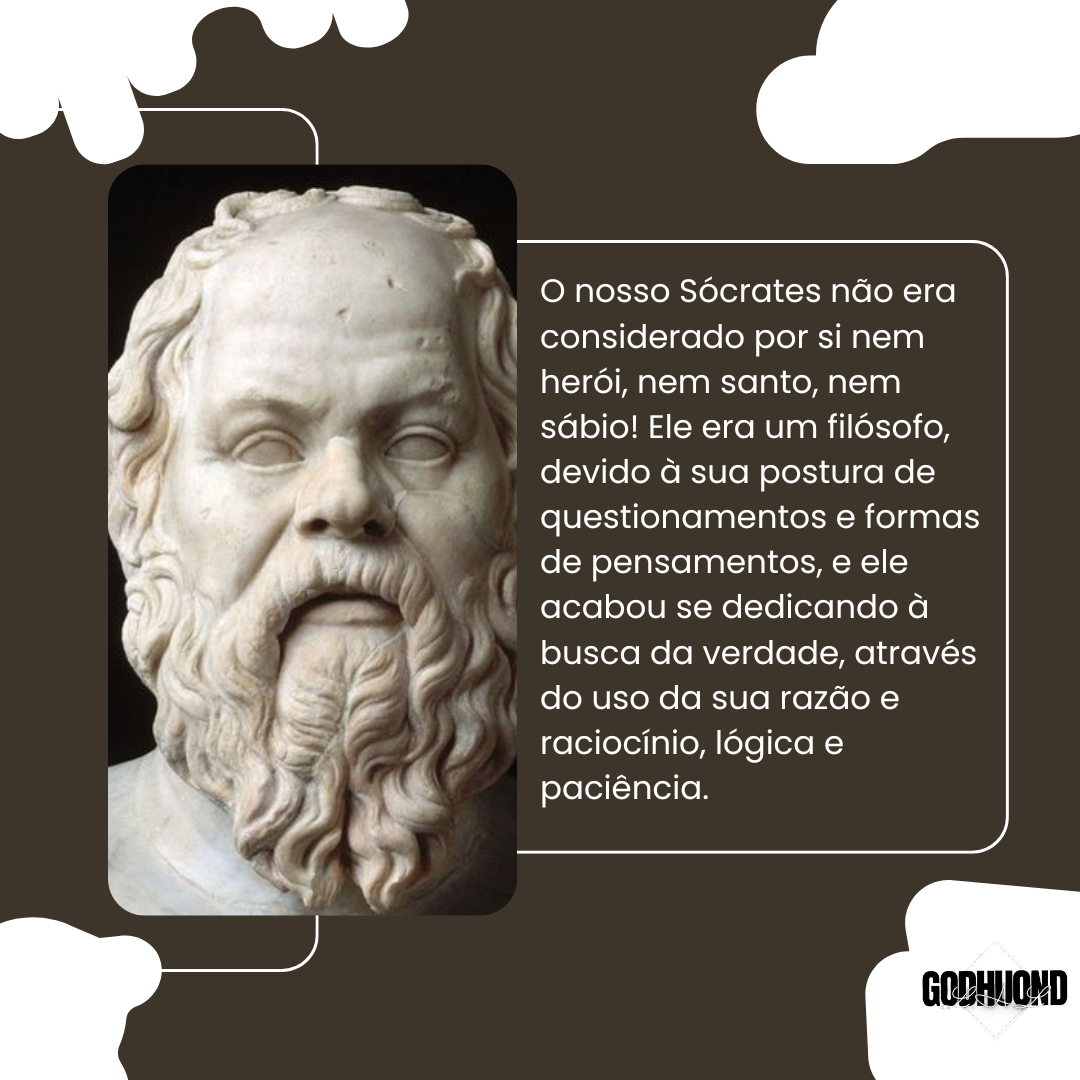 O nosso Sócrates não era
considerado por si nem
herói, nem santo, nem
sábio! Ele era um filósofo,
devido à sua postura de
questionamentos e formas
de pensamentos, e ele
acabou se dedicando à
busca da verdade, através
do uso da sua razão e
raciocínio, lógica e
paciência.
GODHUOND